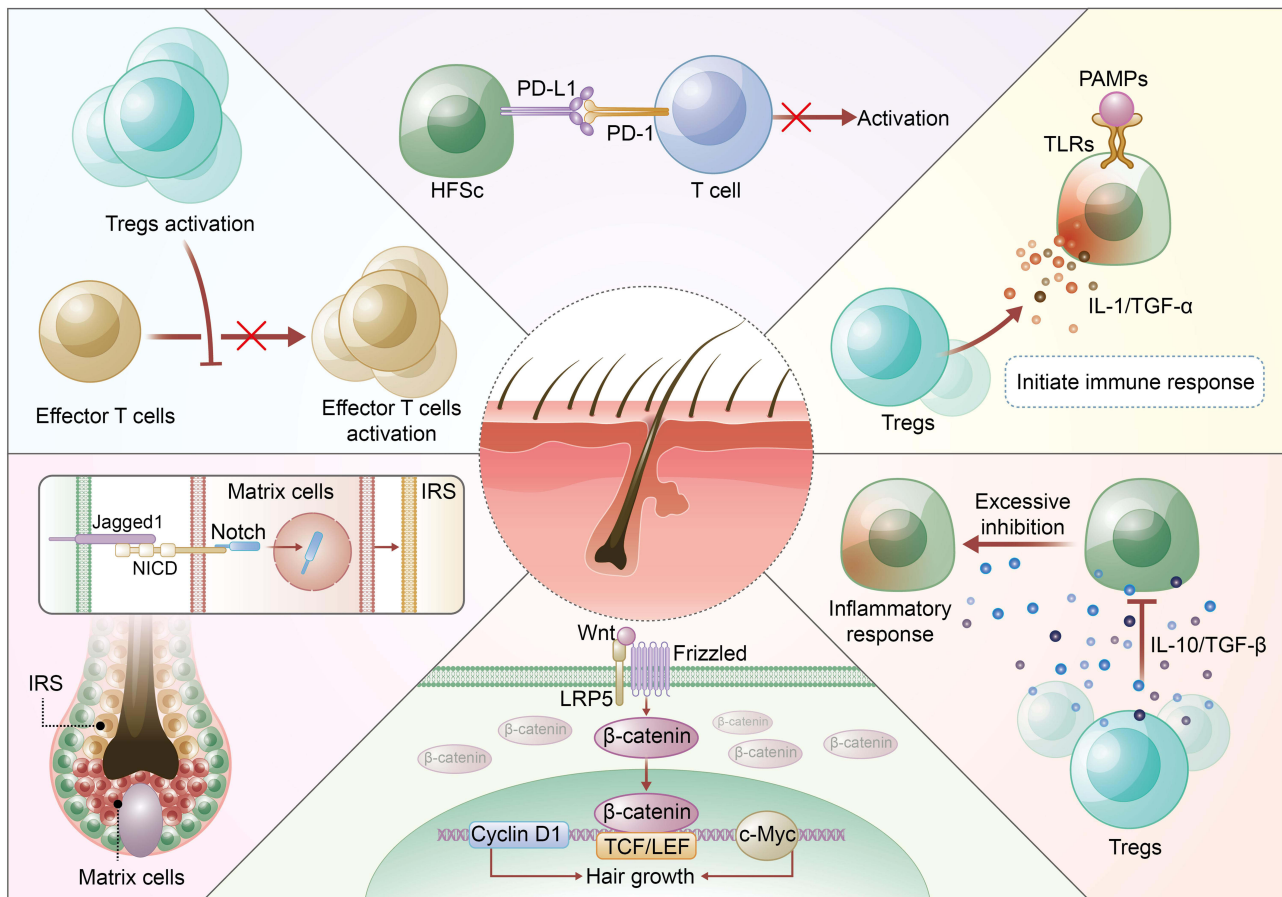 Tregs activation
Effector T cells
Effector T cells
activation
PD-L1
PD-1
HFSc
T cell
Activation
PAMPs
TLRs
IL-1/TGF-α
Tregs
Initiate immune response
Jagged1
NICD
Notch
Matrix cells
IRS
IRS
Matrix cells
Wnt
Frizzled
LRP5
β-catenin
β-catenin
β-catenin
β-catenin
β-catenin
β-catenin
Cyclin D1
TCF/LEF
c-Myc
Hair growth
Excessive
inhibition
Inflammatory
response
IL-10/TGF-β
Tregs